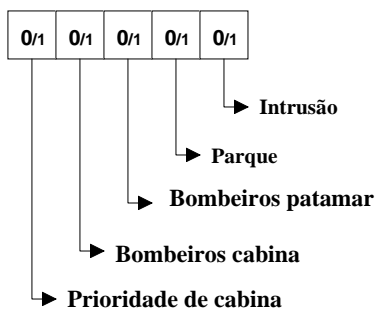 0/1 0/1 0/1 0/1 0/1
Intrusão
Parque
Bombeiros patamar
Bombeiros cabina
Prioridade de cabina